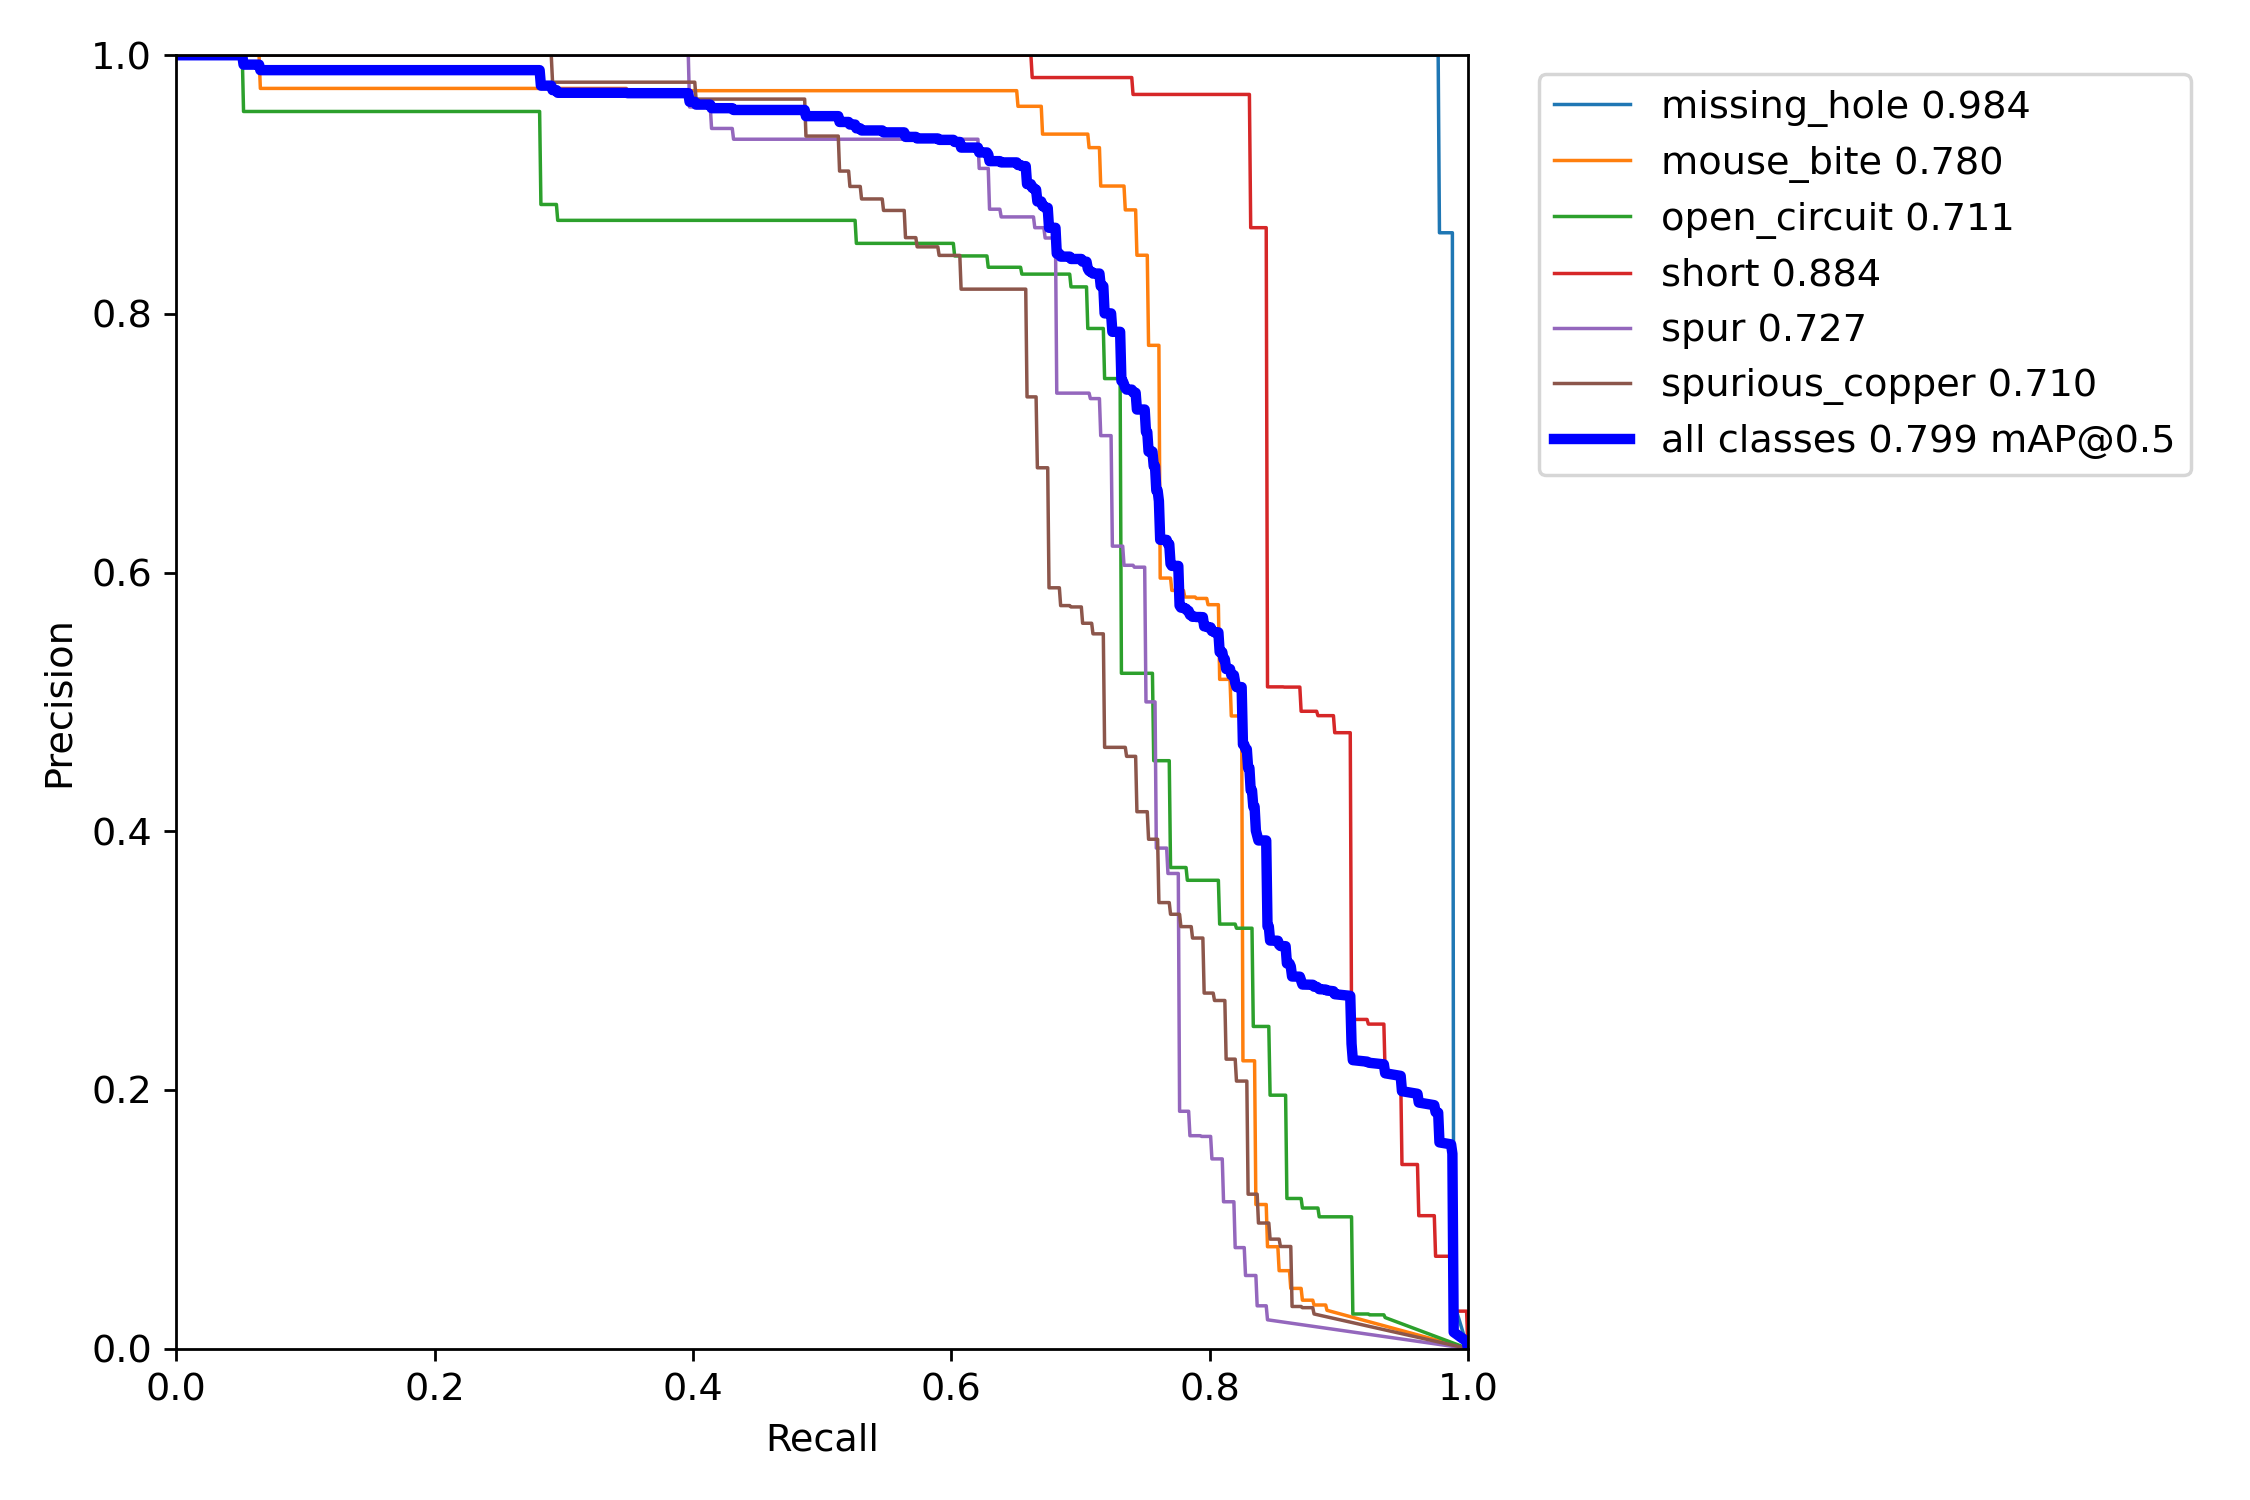 1.0
0.8
0.6
0.4
0.2
0.0
Precision
0.0 0.2 0.4 0.6 0.8 1.0
Recall
missing_hole 0.984
mouse_bite 0.780
open_circuit 0.711
short 0.884
spur 0.727
spurious_copper 0.710
all classes 0.799 mAP@0.5